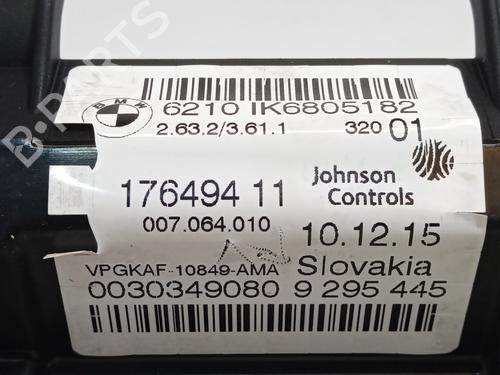 BMW
6210 IK6805182
2.63.2/3.61.1
320 01
176494 11
007.064.010
Johnson
Controls
10.12.15
VPGKAF-10849-AMA
Slovakia
0030349080 9 295 445
B-PARTS